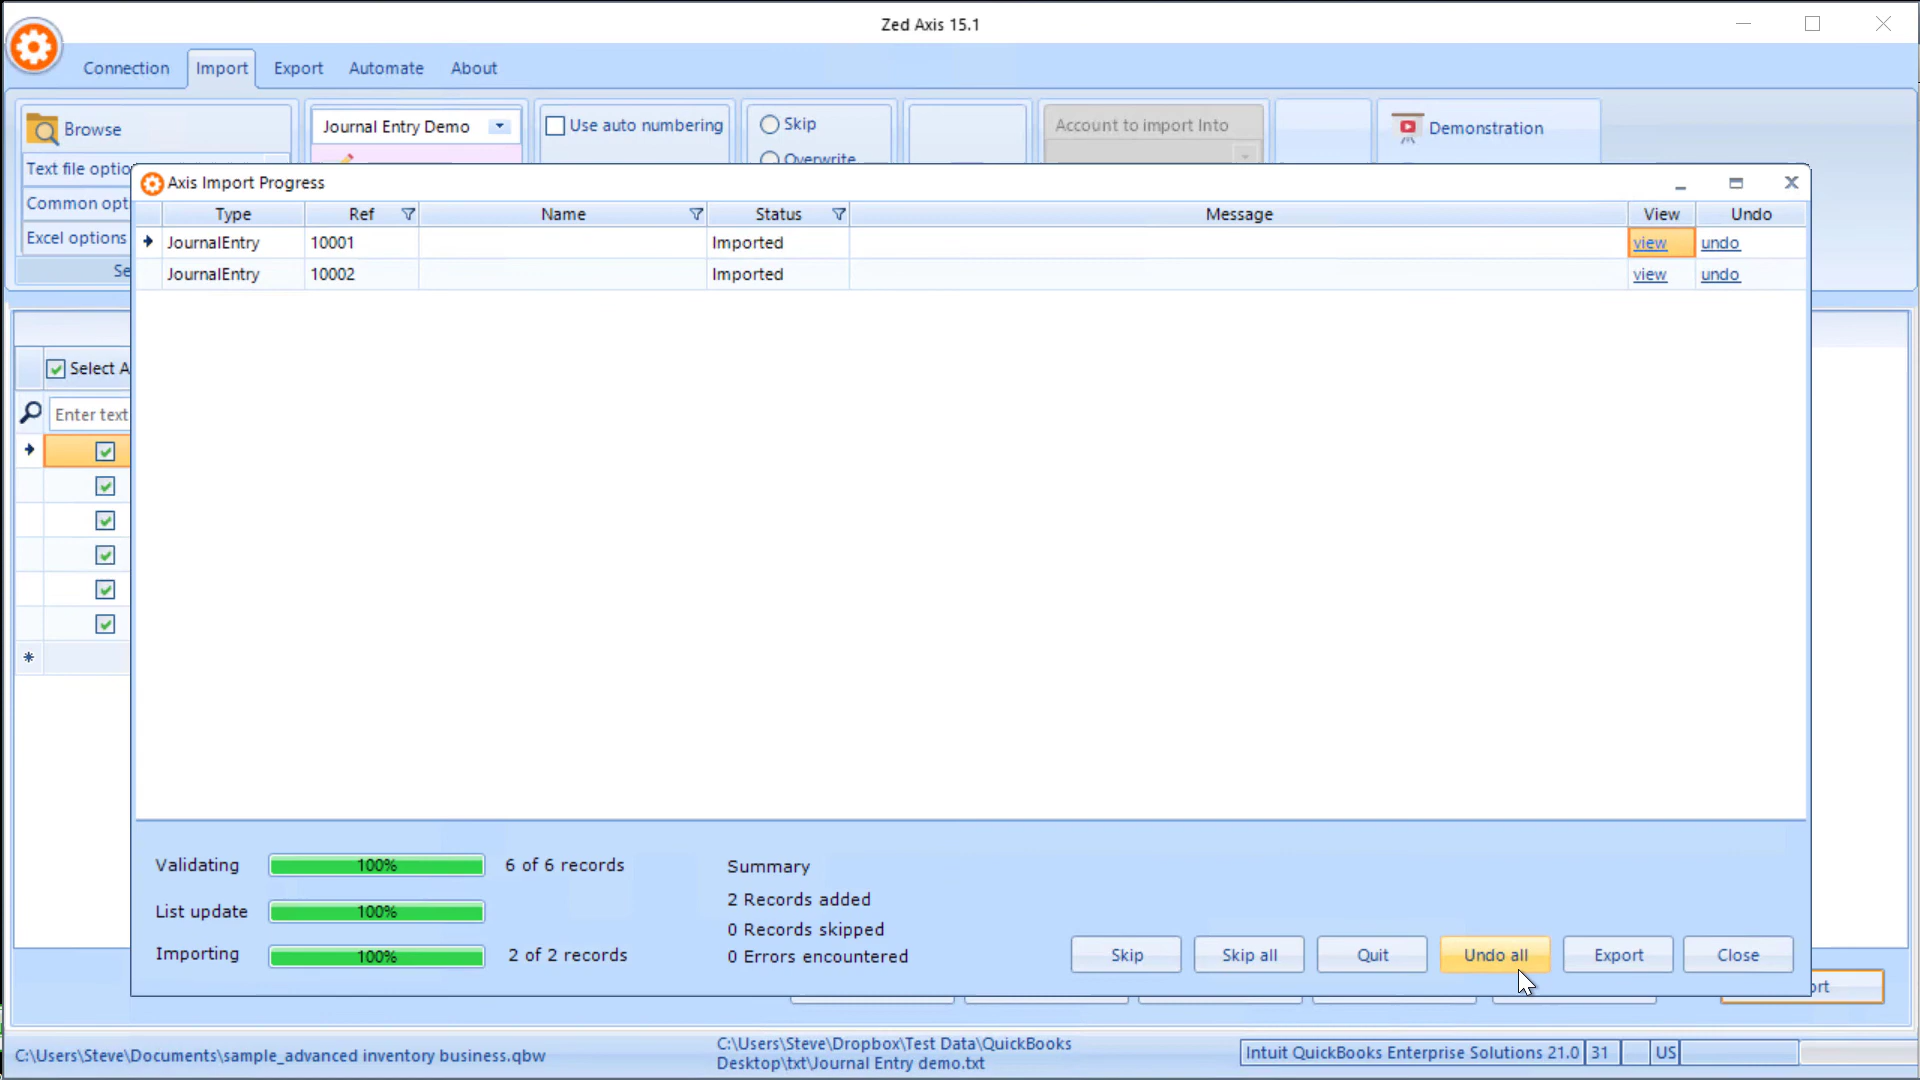 Zed Axis 15.1
Connection
Import
Export
Automate
About
Browse
Journal Entry Demo
Use auto numbering
Skip
Overwrite
Account to import Into
Demonstration
Text file optio
Common opt
Excel options
Se
Axis Import Progress
Type Ref Name Status Message View Undo
JournalEntry 10001 Imported view undo
JournalEntry 10002 Imported view undo
Select A
Enter text
Validating 100% 6 of 6 records
List update 100%
Importing 100% 2 of 2 records
Summary
2 Records added
0 Records skipped
0 Errors encountered
Skip
Skip all
Quit
Undo all
Export
Close
ort
C:\Users\Steve\Documents\sample_advanced inventory business.qbw
C:\Users\Steve\Dropbox\Test Data\QuickBooks
Desktop\txt\Journal Entry demo.txt
Intuit QuickBooks Enterprise Solutions 21.0 31 US